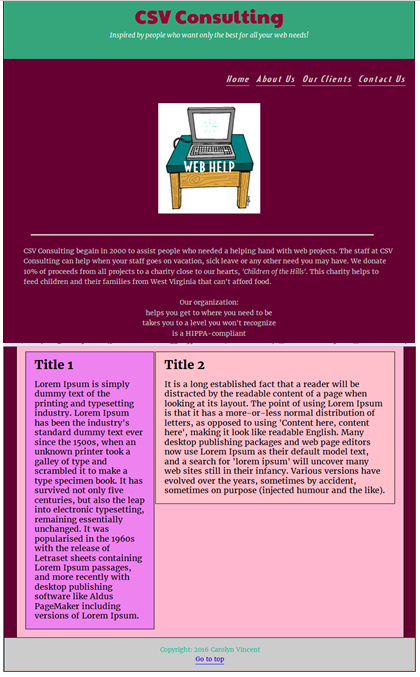 CSV Consulting
Inspired by people who want only the best for all your web needs!
Home About Us Our Clients Contact Us
WEB HELP
CSV Consulting begain in 2000 to assist people who needed a helping hand with web projects. The staff at CSV
Consulting can help when your staff goes on vacation, sick leave or any other need you may have. We donate
10% of proceeds from all projects to a charity close to our hearts, 'Children of the Hills'. This charity helps to
feed children and their families from West Virginia that can't afford food.
Our organization:
helps you get to where you need to be
takes you to a level you won't recognize
is a HIPPA-compliant
Title 1
Lorem Ipsum is simply
dummy text of the
printing and typesetting
industry. Lorem Ipsum
has been the industry's
standard dummy text ever
since the 1500s, when an
unknown printer took a
galley of type and
scrambled it to make a
type specimen book. It has
survived not only five
centuries, but also the leap
into electronic typesetting,
remaining essentially
unchanged. It was
popularised in the 1960s
with the release of
Letraset sheets containing
Lorem Ipsum passages,
and more recently with
desktop publishing
software like Aldus
PageMaker including
versions of Lorem Ipsum.
Title 2
It is a long established fact that a reader will be
distracted by the readable content of a page when
looking at its layout. The point of using Lorem Ipsum
is that it has a more-or-less normal distribution of
letters, as opposed to using 'Content here, content
here', making it look like readable English. Many
desktop publishing packages and web page editors
now use Lorem Ipsum as their default model text,
and a search for 'lorem ipsum' will uncover many
web sites still in their infancy. Various versions have
evolved over the years, sometimes by accident,
sometimes on purpose (injected humour and the like).
Copyright: 2016 Carolyn Vincent
Go to top